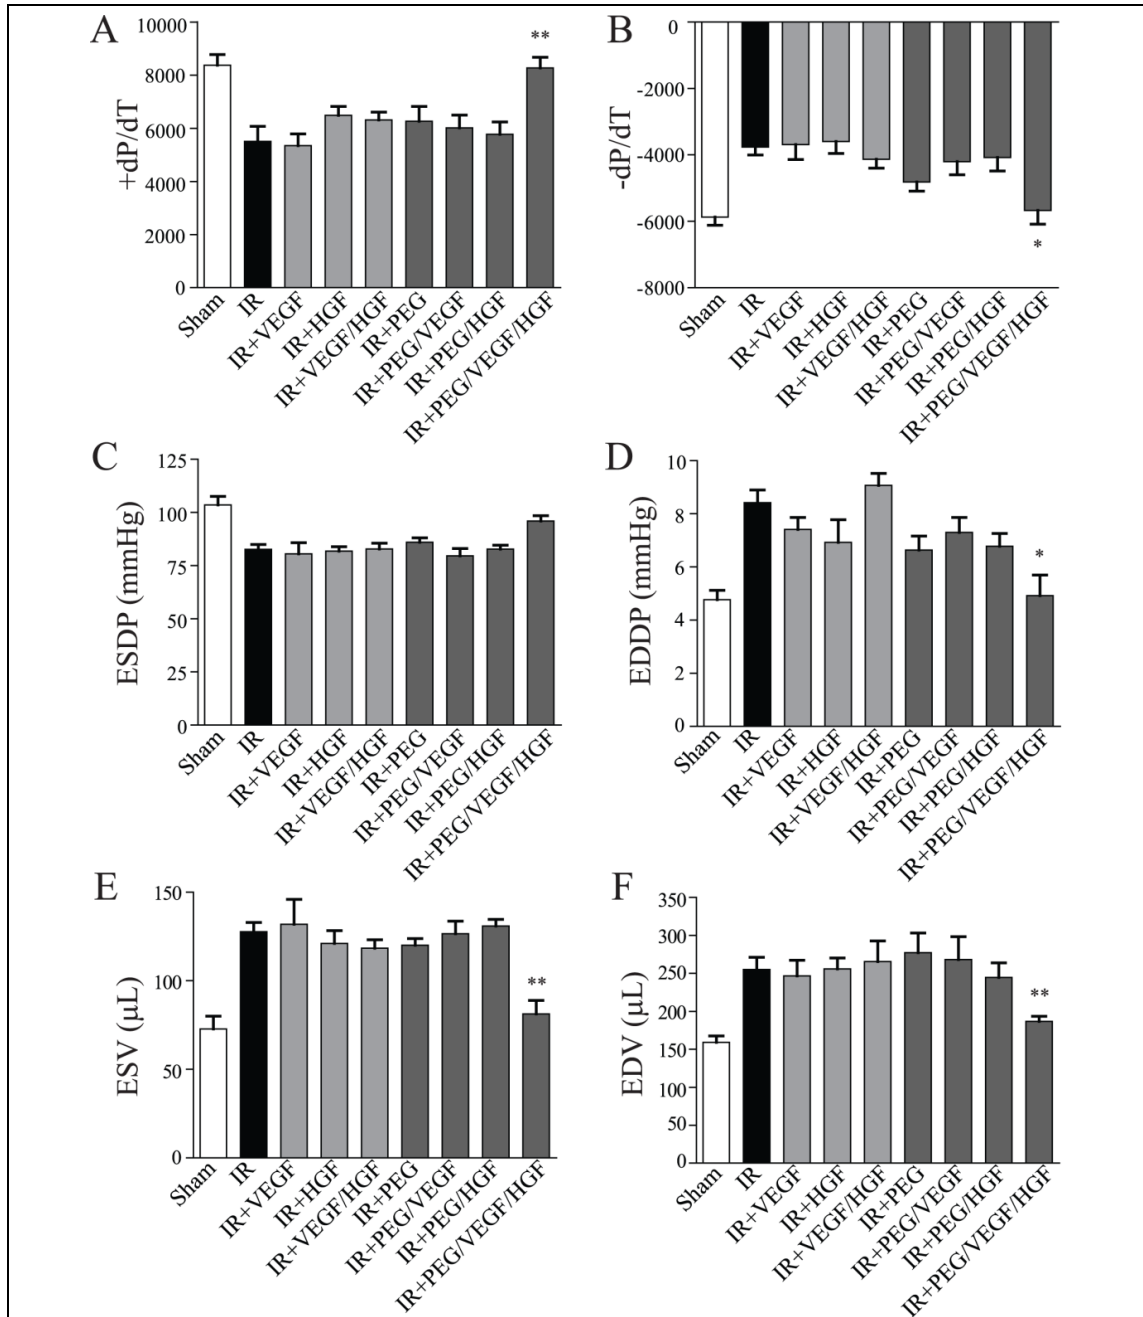 A
+dP/dT
10000
8000
6000
4000
2000
0
**
Sham
IR
IR+VEGF
IR+HGF
IR+VEGF/HGF
IR+PEG
IR+PEG/VEGF
IR+PEG/HGF
IR+PEG/VEGF/HGF
B
-dP/dT
0
-2000
-4000
-6000
-8000
*
Sham
IR
IR+VEGF
IR+HGF
IR+VEGF/HGF
IR+PEG
IR+PEG/VEGF
IR+PEG/HGF
IR+PEG/VEGF/HGF
C
ESDP (mmHg)
125
100
75
50
25
0
Sham
IR
IR+VEGF
IR+HGF
IR+VEGF/HGF
IR+PEG
IR+PEG/VEGF
IR+PEG/HGF
IR+PEG/VEGF/HGF
D
EDDP (mmHg)
10
8
6
4
2
0
*
Sham
IR
IR+VEGF
IR+HGF
IR+VEGF/HGF
IR+PEG
IR+PEG/VEGF
IR+PEG/HGF
IR+PEG/VEGF/HGF
E
ESV (µL)
150
100
50
0
**
Sham
IR
IR+VEGF
IR+HGF
IR+VEGF/HGF
IR+PEG
IR+PEG/VEGF
IR+PEG/HGF
IR+PEG/VEGF/HGF
F
EDV (µL)
350
300
250
200
150
100
50
0
**
Sham
IR
IR+VEGF
IR+HGF
IR+VEGF/HGF
IR+PEG
IR+PEG/VEGF
IR+PEG/HGF
IR+PEG/VEGF/HGF